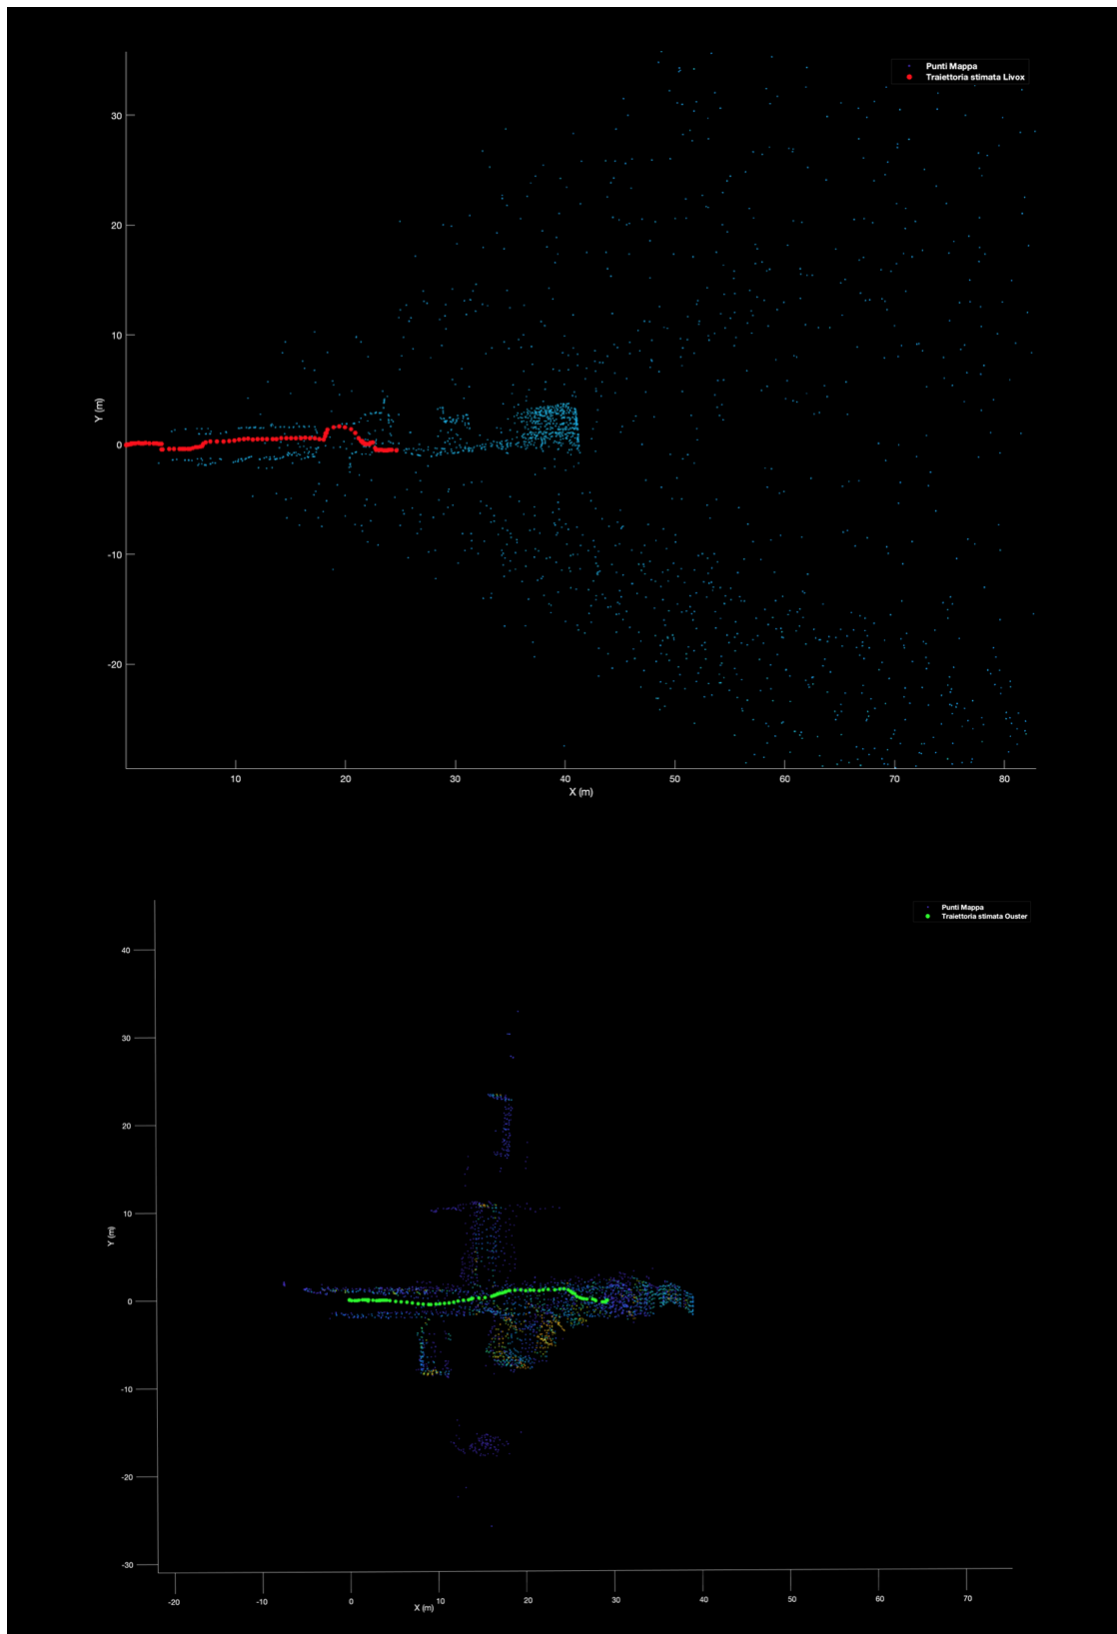 Punti Mappa
Traiettoria stimata Livox
30
20
10
0
-10
-20
Y (m)
10 20 30 40 50 60 70 80
X (m)
Punti Mappa
Traiettoria stimata Ouster
40
30
20
10
0
-10
-20
-30
Y (m)
-20 -10 0 10 20 30 40 50 60 70
X (m)